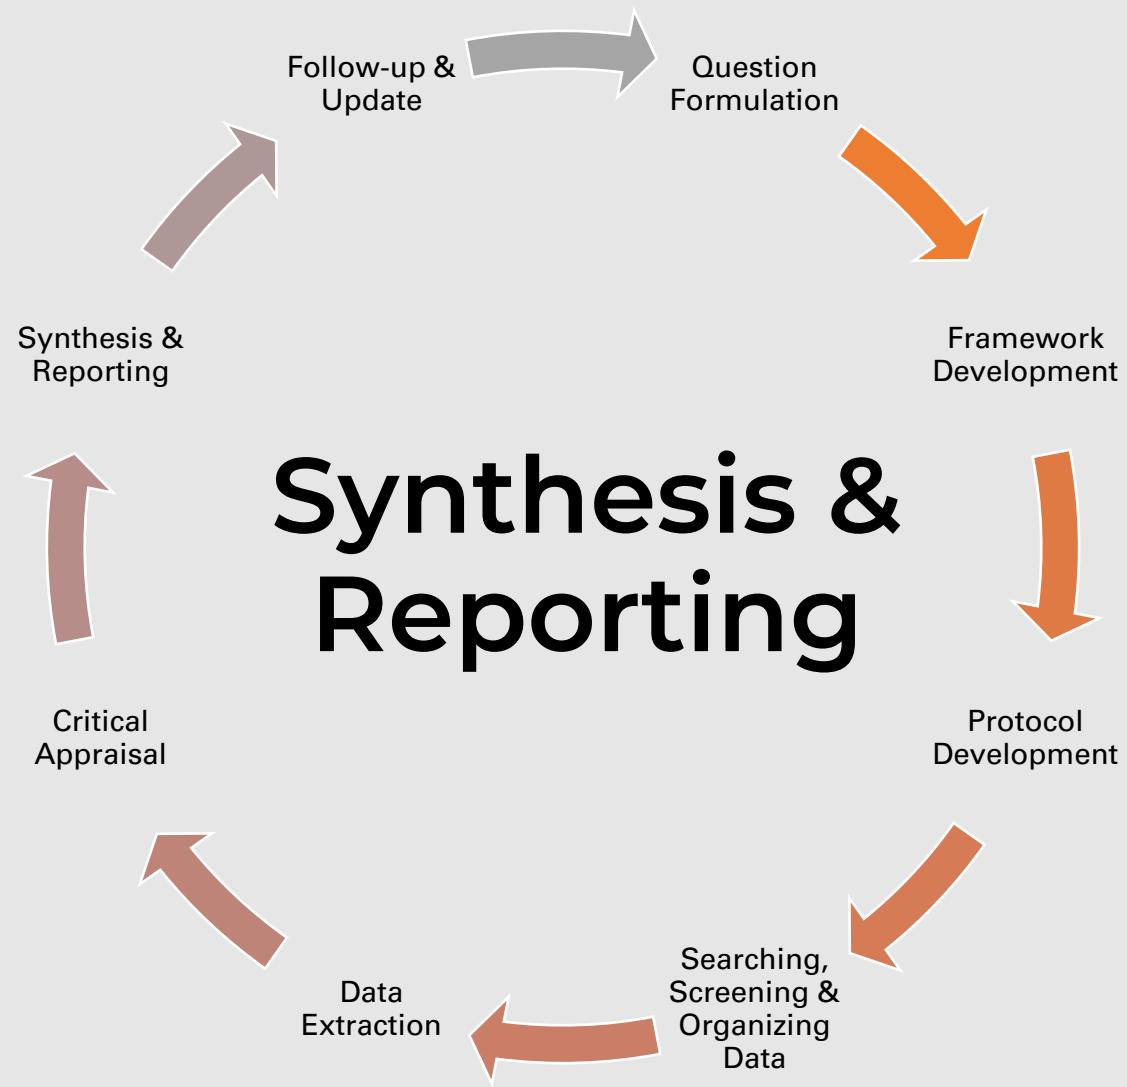 Follow-up &
Update
Question
Formulation
Framework
Development
Protocol
Development
Searching,
Screening &
Organizing
Data
Data
Extraction
Critical
Appraisal
Synthesis &
Reporting
Synthesis &
Reporting